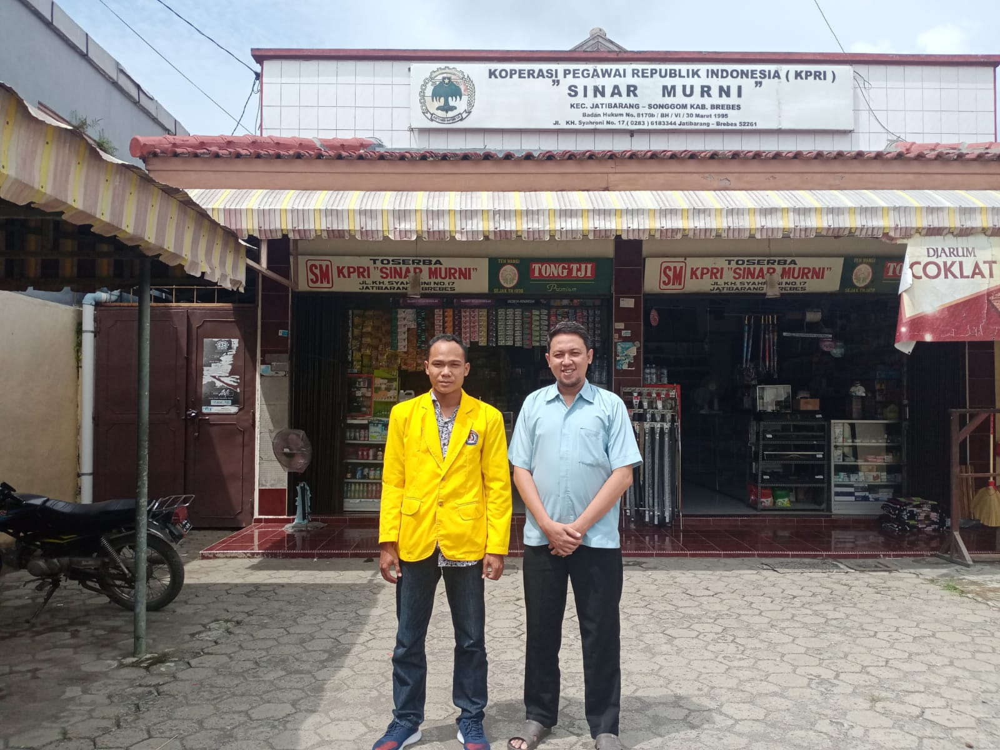 KOPERASI PEGAWAI REPUBLIK INDONESIA ( KPRI )
" SINAR MURNI "
KEC. JATIBARANG – SONGGOM KAB. BREBES
Badan Hukum No. 8170b / BH / VI / 30 Maret 1995
Jl. KH. Syahroni No. 17 ( 0283 ) 6183344 Jatibarang – Brebes 52261
SM
TOSERBA
KPRI "SINAR MURNI"
JL.KH. SYAHRONI NO.17
JATIBARANG - BREBES
TEH WANGI
SEJAK TH 1938
TONG TJI
Premium
SM
TOSERBA
KPRI "SINAR MURNI"
JL.KH. SYAHRONI NO.17
JATIBARANG - BREBES
TEH WANGI
SEJAK TH 1938
TO
DJARUM
COKLAT